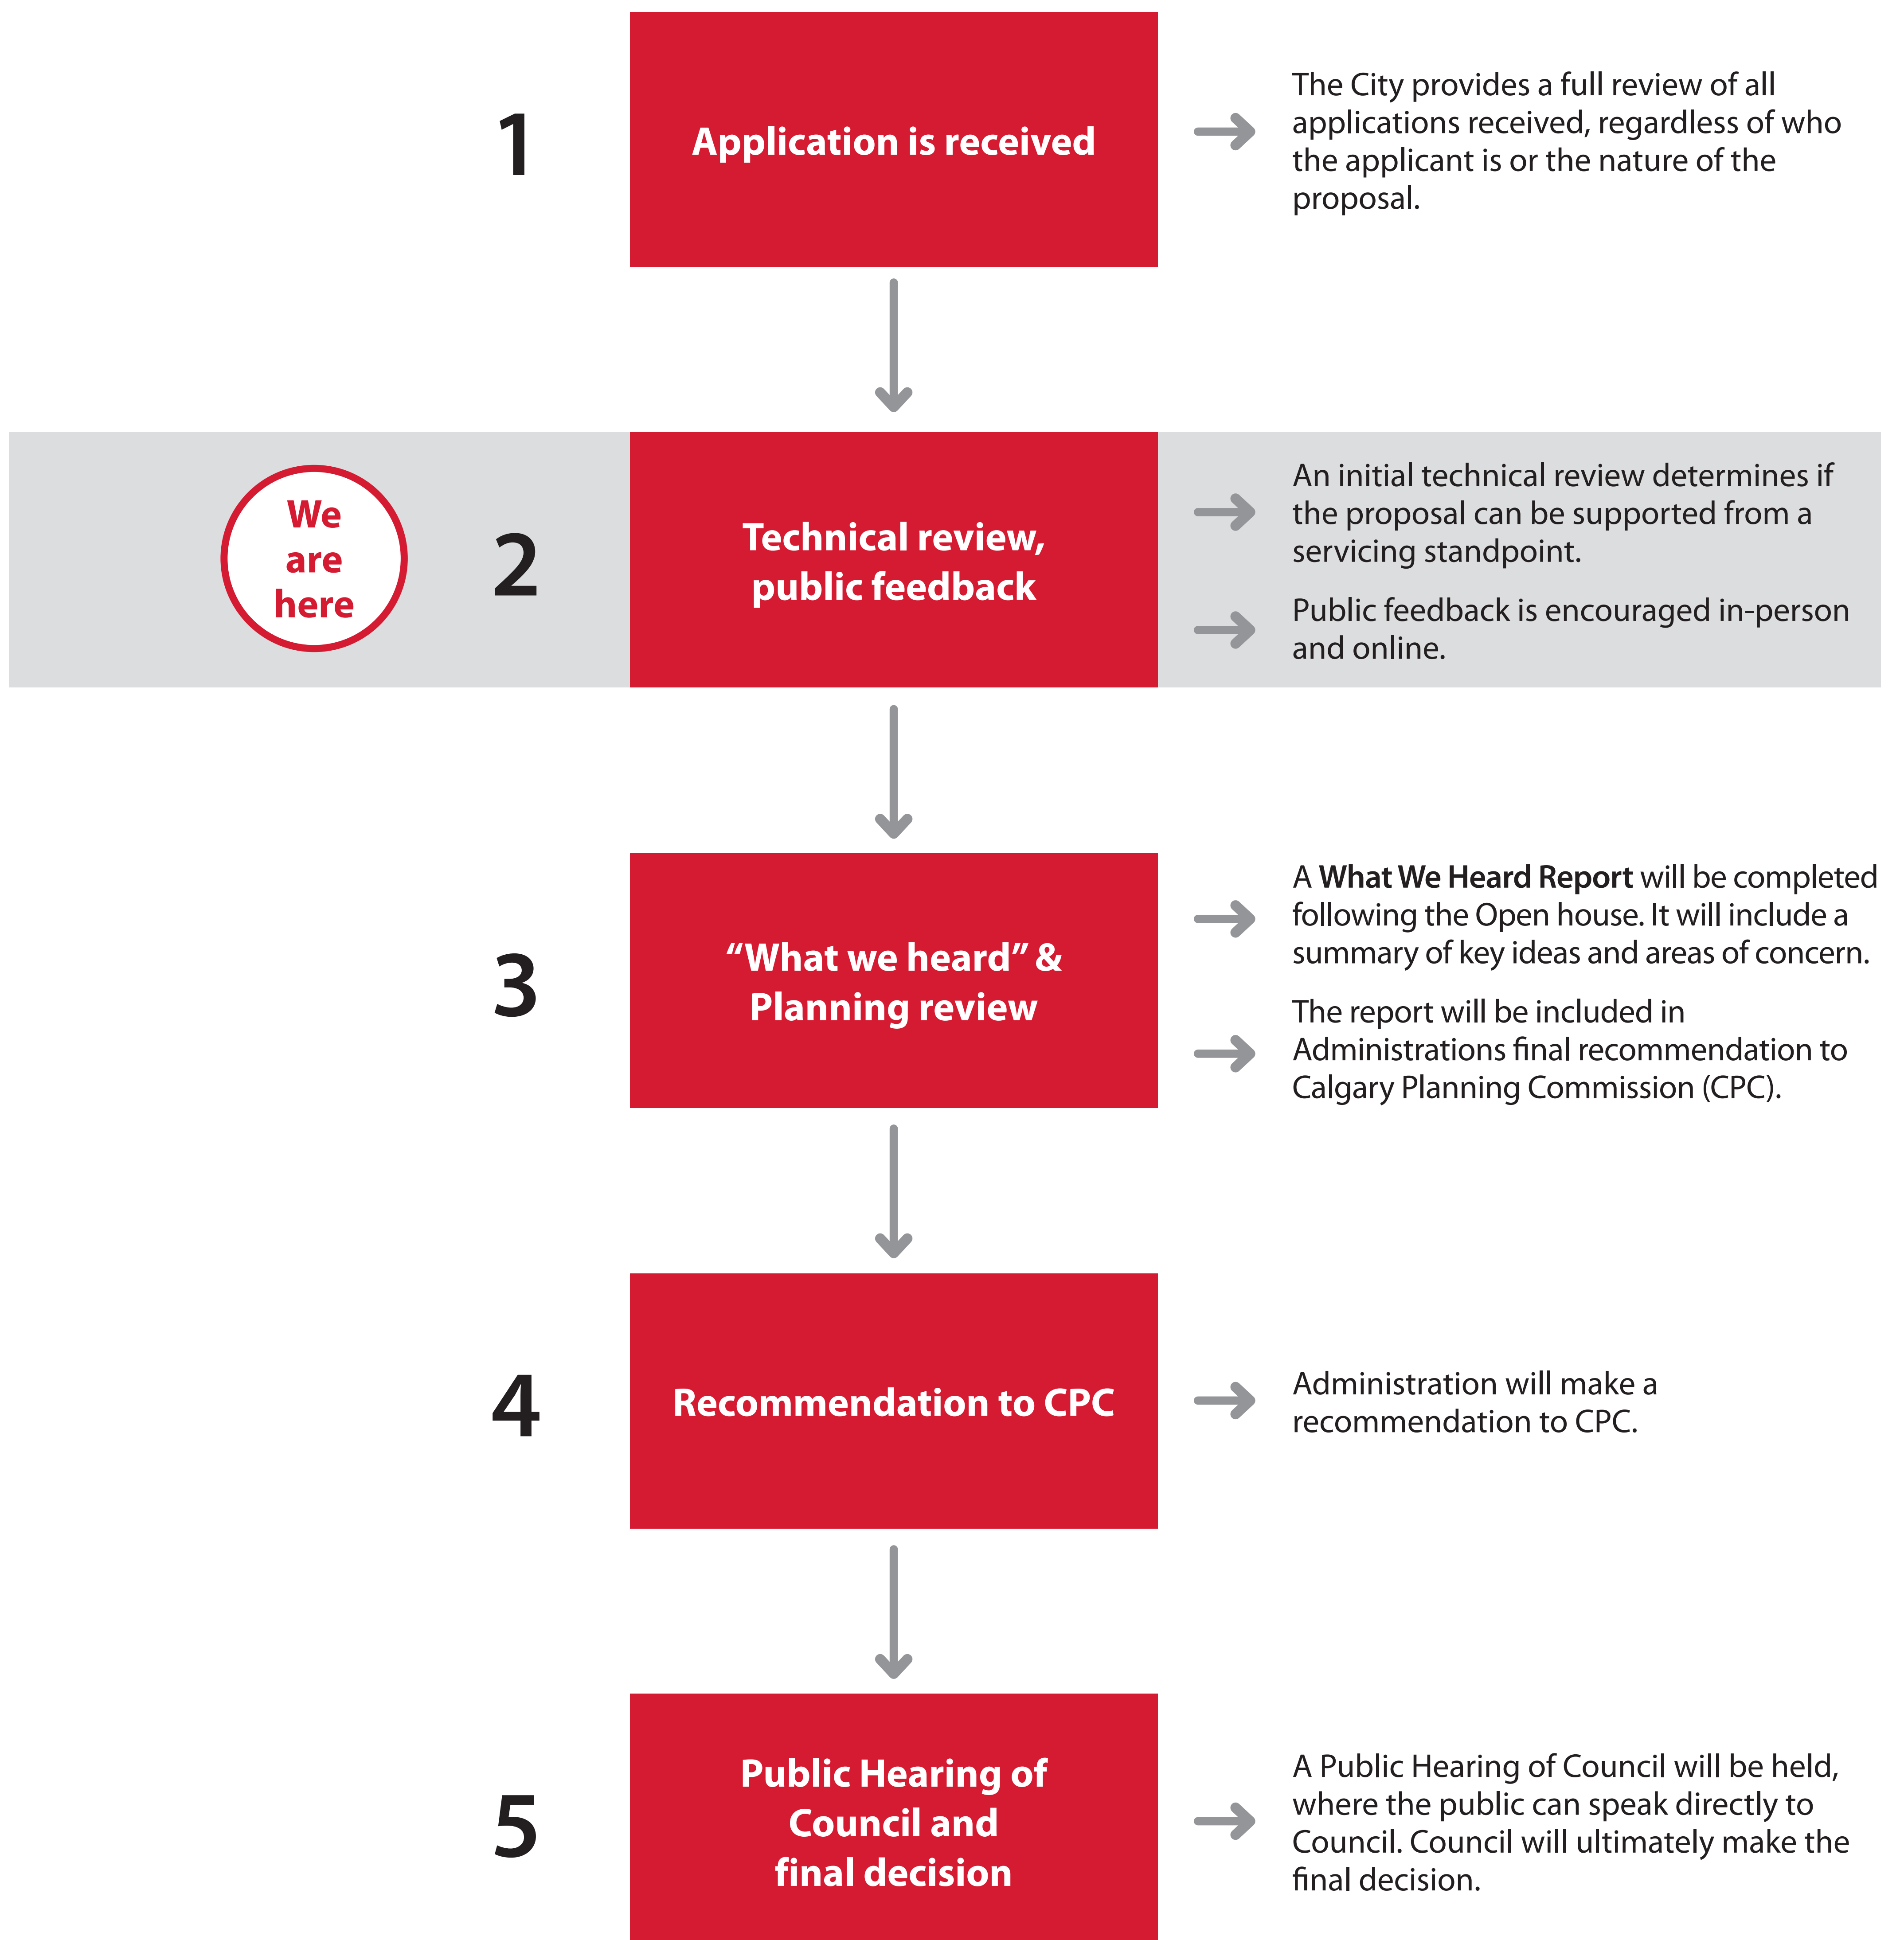 1
Application is received
The City provides a full review of all
applications received, regardless of who
the applicant is or the nature of the
proposal.
We
are
here
2
Technical review,
public feedback
An initial technical review determines if
the proposal can be supported from a
servicing standpoint.
Public feedback is encouraged in-person
and online.
3
“What we heard” &
Planning review
A What We Heard Report will be completed
following the Open house. It will include a
summary of key ideas and areas of concern.
The report will be included in
Administrations final recommendation to
Calgary Planning Commission (CPC).
4
Recommendation to CPC
Administration will make a
recommendation to CPC.
5
Public Hearing of
Council and
final decision
A Public Hearing of Council will be held,
where the public can speak directly to
Council. Council will ultimately make the
final decision.